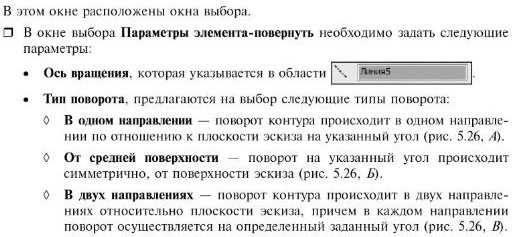 В этом окне расположены окна выбора.
❒ В окне выбора Параметры элемента-повернуть необходимо задать следующие
параметры:
• Ось вращения, которая указывается в области Линия5.
• Тип поворота, предлагаются на выбор следующие типы поворота:
◊ В одном направлении — поворот контура происходит в одном направле-
нии по отношению к плоскости эскиза на указанный угол (рис. 5.26, А).
◊ От средней поверхности — поворот на указанный угол происходит
симметрично, от поверхности эскиза (рис. 5.26, Б).
◊ В двух направлениях — поворот контура происходит в двух направле-
ниях относительно плоскости эскиза, причем в каждом направлении
поворот осуществляется на определенный заданный угол (рис. 5.26, В).